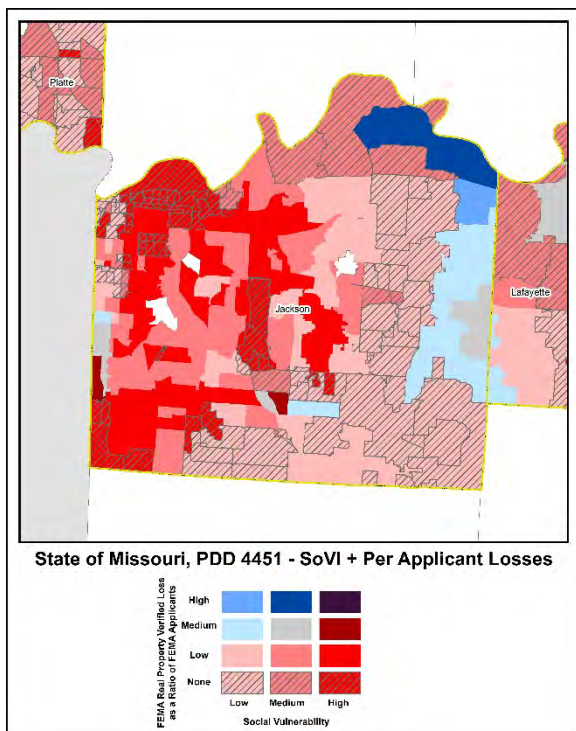 Platte
Jackson
Lafayette
State of Missouri, PDD 4451 - SoVI + Per Applicant Losses
FEMA Real Property Verified Loss
as a Ratio of FEMA Applicants
High
Medium
Low
None
Low Medium High
Social Vulnerability